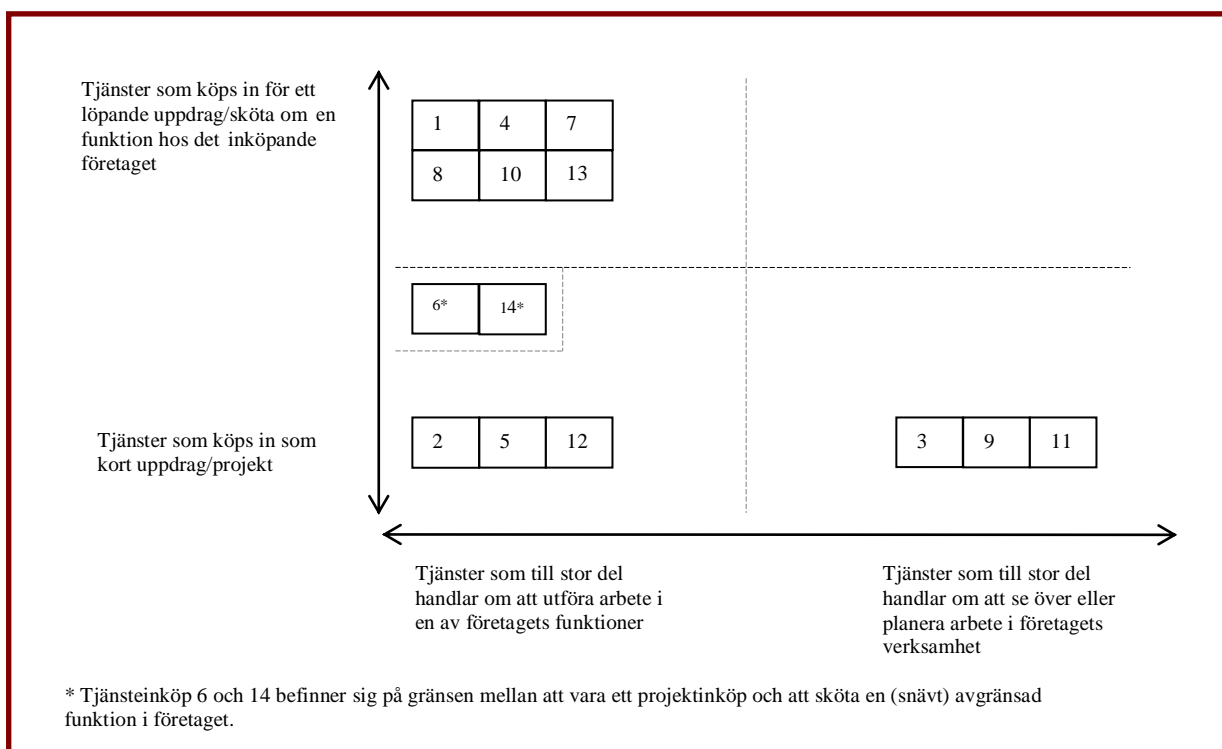 Tjänster som köps in för ett
löpande uppdrag/sköta om en
funktion hos det inköpande
företaget
1 4 7
8 10 13
6* 14*
Tjänster som köps in som
kort uppdrag/projekt
2 5 12
3 9 11
Tjänster som till stor del
handlar om att utföra arbete i
en av företagets funktioner
Tjänster som till stor del
handlar om att se över eller
planera arbete i företagets
verksamhet
* Tjänsteinköp 6 och 14 befinner sig på gränsen mellan att vara ett projektinköp och att sköta en (snävt) avgränsad
funktion i företaget.